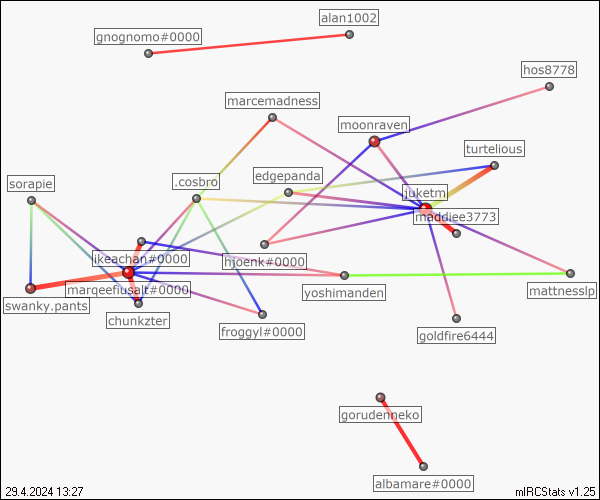 alan1002
gnognomo#0000
hos8778
marcemadness
moonraven
turtelious
edgepanda
.cosbro
sorapie
juketm
maddiee3773
ikeachan#0000
hjoenk#0000
marqeefiusalt#0000
yoshimanden
mattnesslp
swanky.pants
chunkzter
froggyl#0000
goldfire6444
gorudenneko
albamare#0000
29.4.2024 13:27
mIRCStats v1.25